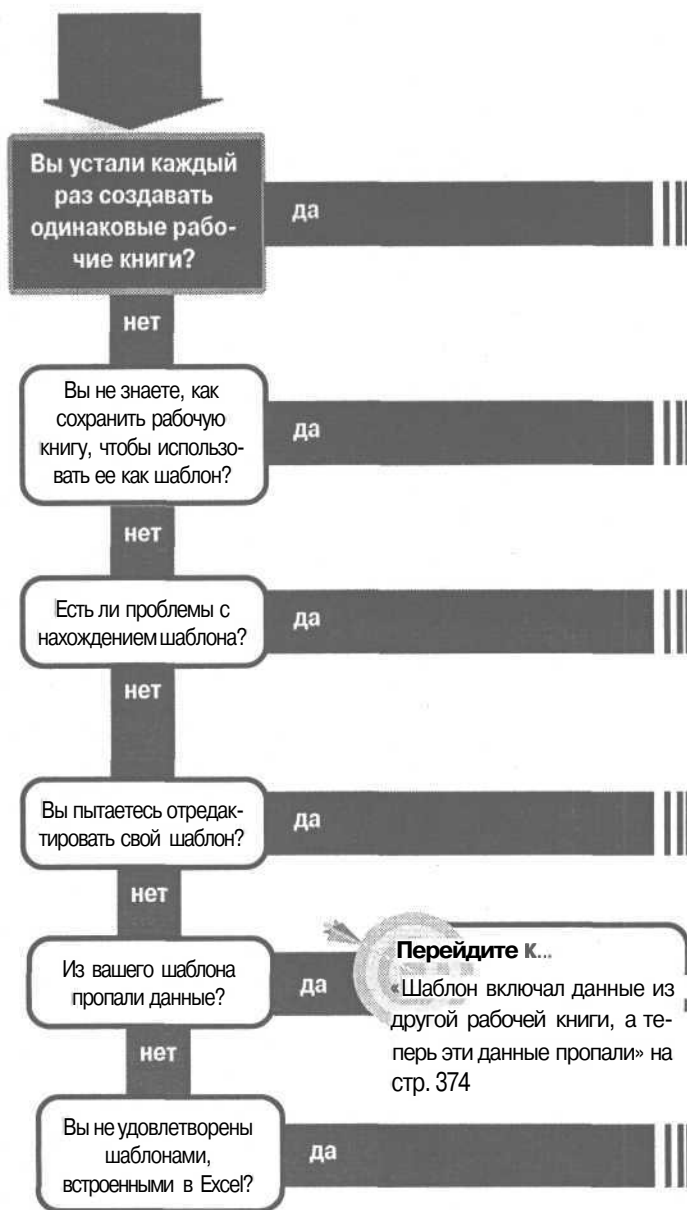 Вы устали каждый
раз создавать
одинаковые рабо-
чие книги?
да
нет
Вы не знаете, как
сохранить рабочую
книгу, чтобы использо-
вать ее как шаблон?
да
нет
Есть ли проблемы с
нахождением шаблона?
да
нет
Вы пытаетесь отредак-
тировать свой шаблон?
да
нет
Из вашего шаблона
пропали данные?
да
Перейдите к...
«Шаблон включал данные из
другой рабочей книги, а те-
перь эти данные пропали» на
стр. 374
нет
Вы не удовлетворены
шаблонами,
встроенными в Excel?
да